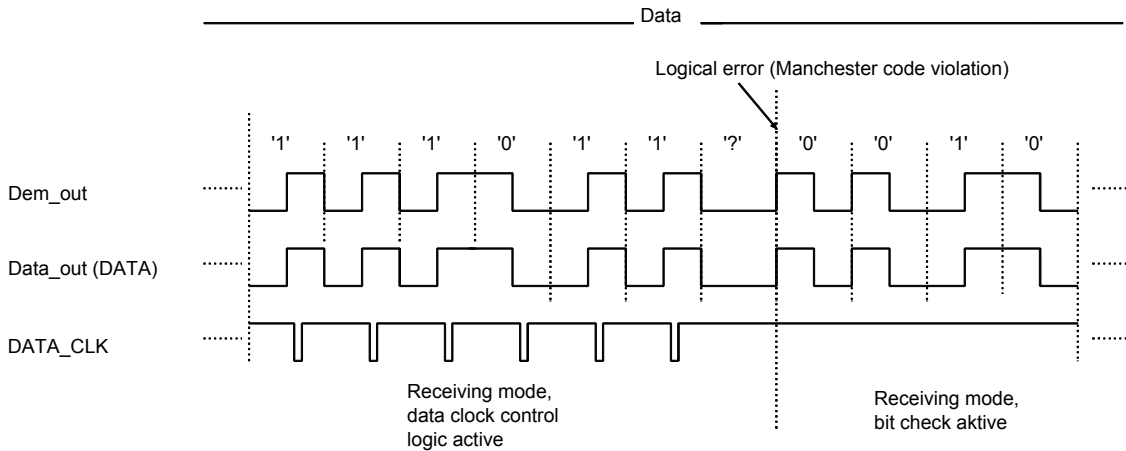 Data
Logical error (Manchester code violation)
'1' '1' '1' '0' '1' '1' '?' '0' '0' '1' '0'
Dem_out
Data_out (DATA)
DATA_CLK
Receiving mode,
data clock control
logic active
Receiving mode,
bit check aktive